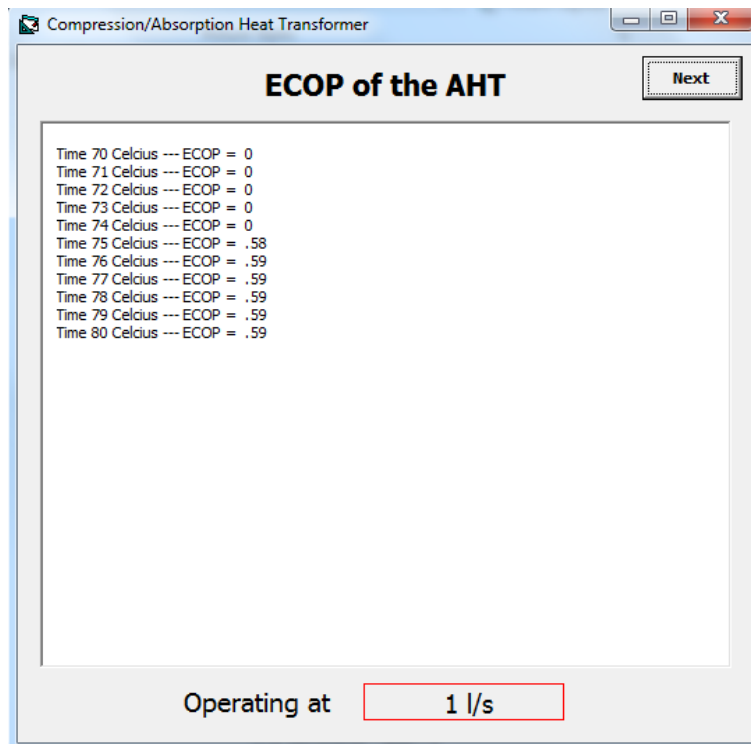 Compression/Absorption Heat Transformer
ECOP of the AHT
Next
Time 70 Celcius --- ECOP = 0
Time 71 Celcius --- ECOP = 0
Time 72 Celcius --- ECOP = 0
Time 73 Celcius --- ECOP = 0
Time 74 Celcius --- ECOP = 0
Time 75 Celcius --- ECOP = .58
Time 76 Celcius --- ECOP = .59
Time 77 Celcius --- ECOP = .59
Time 78 Celcius --- ECOP = .59
Time 79 Celcius --- ECOP = .59
Time 80 Celcius --- ECOP = .59
Operating at 1 l/s